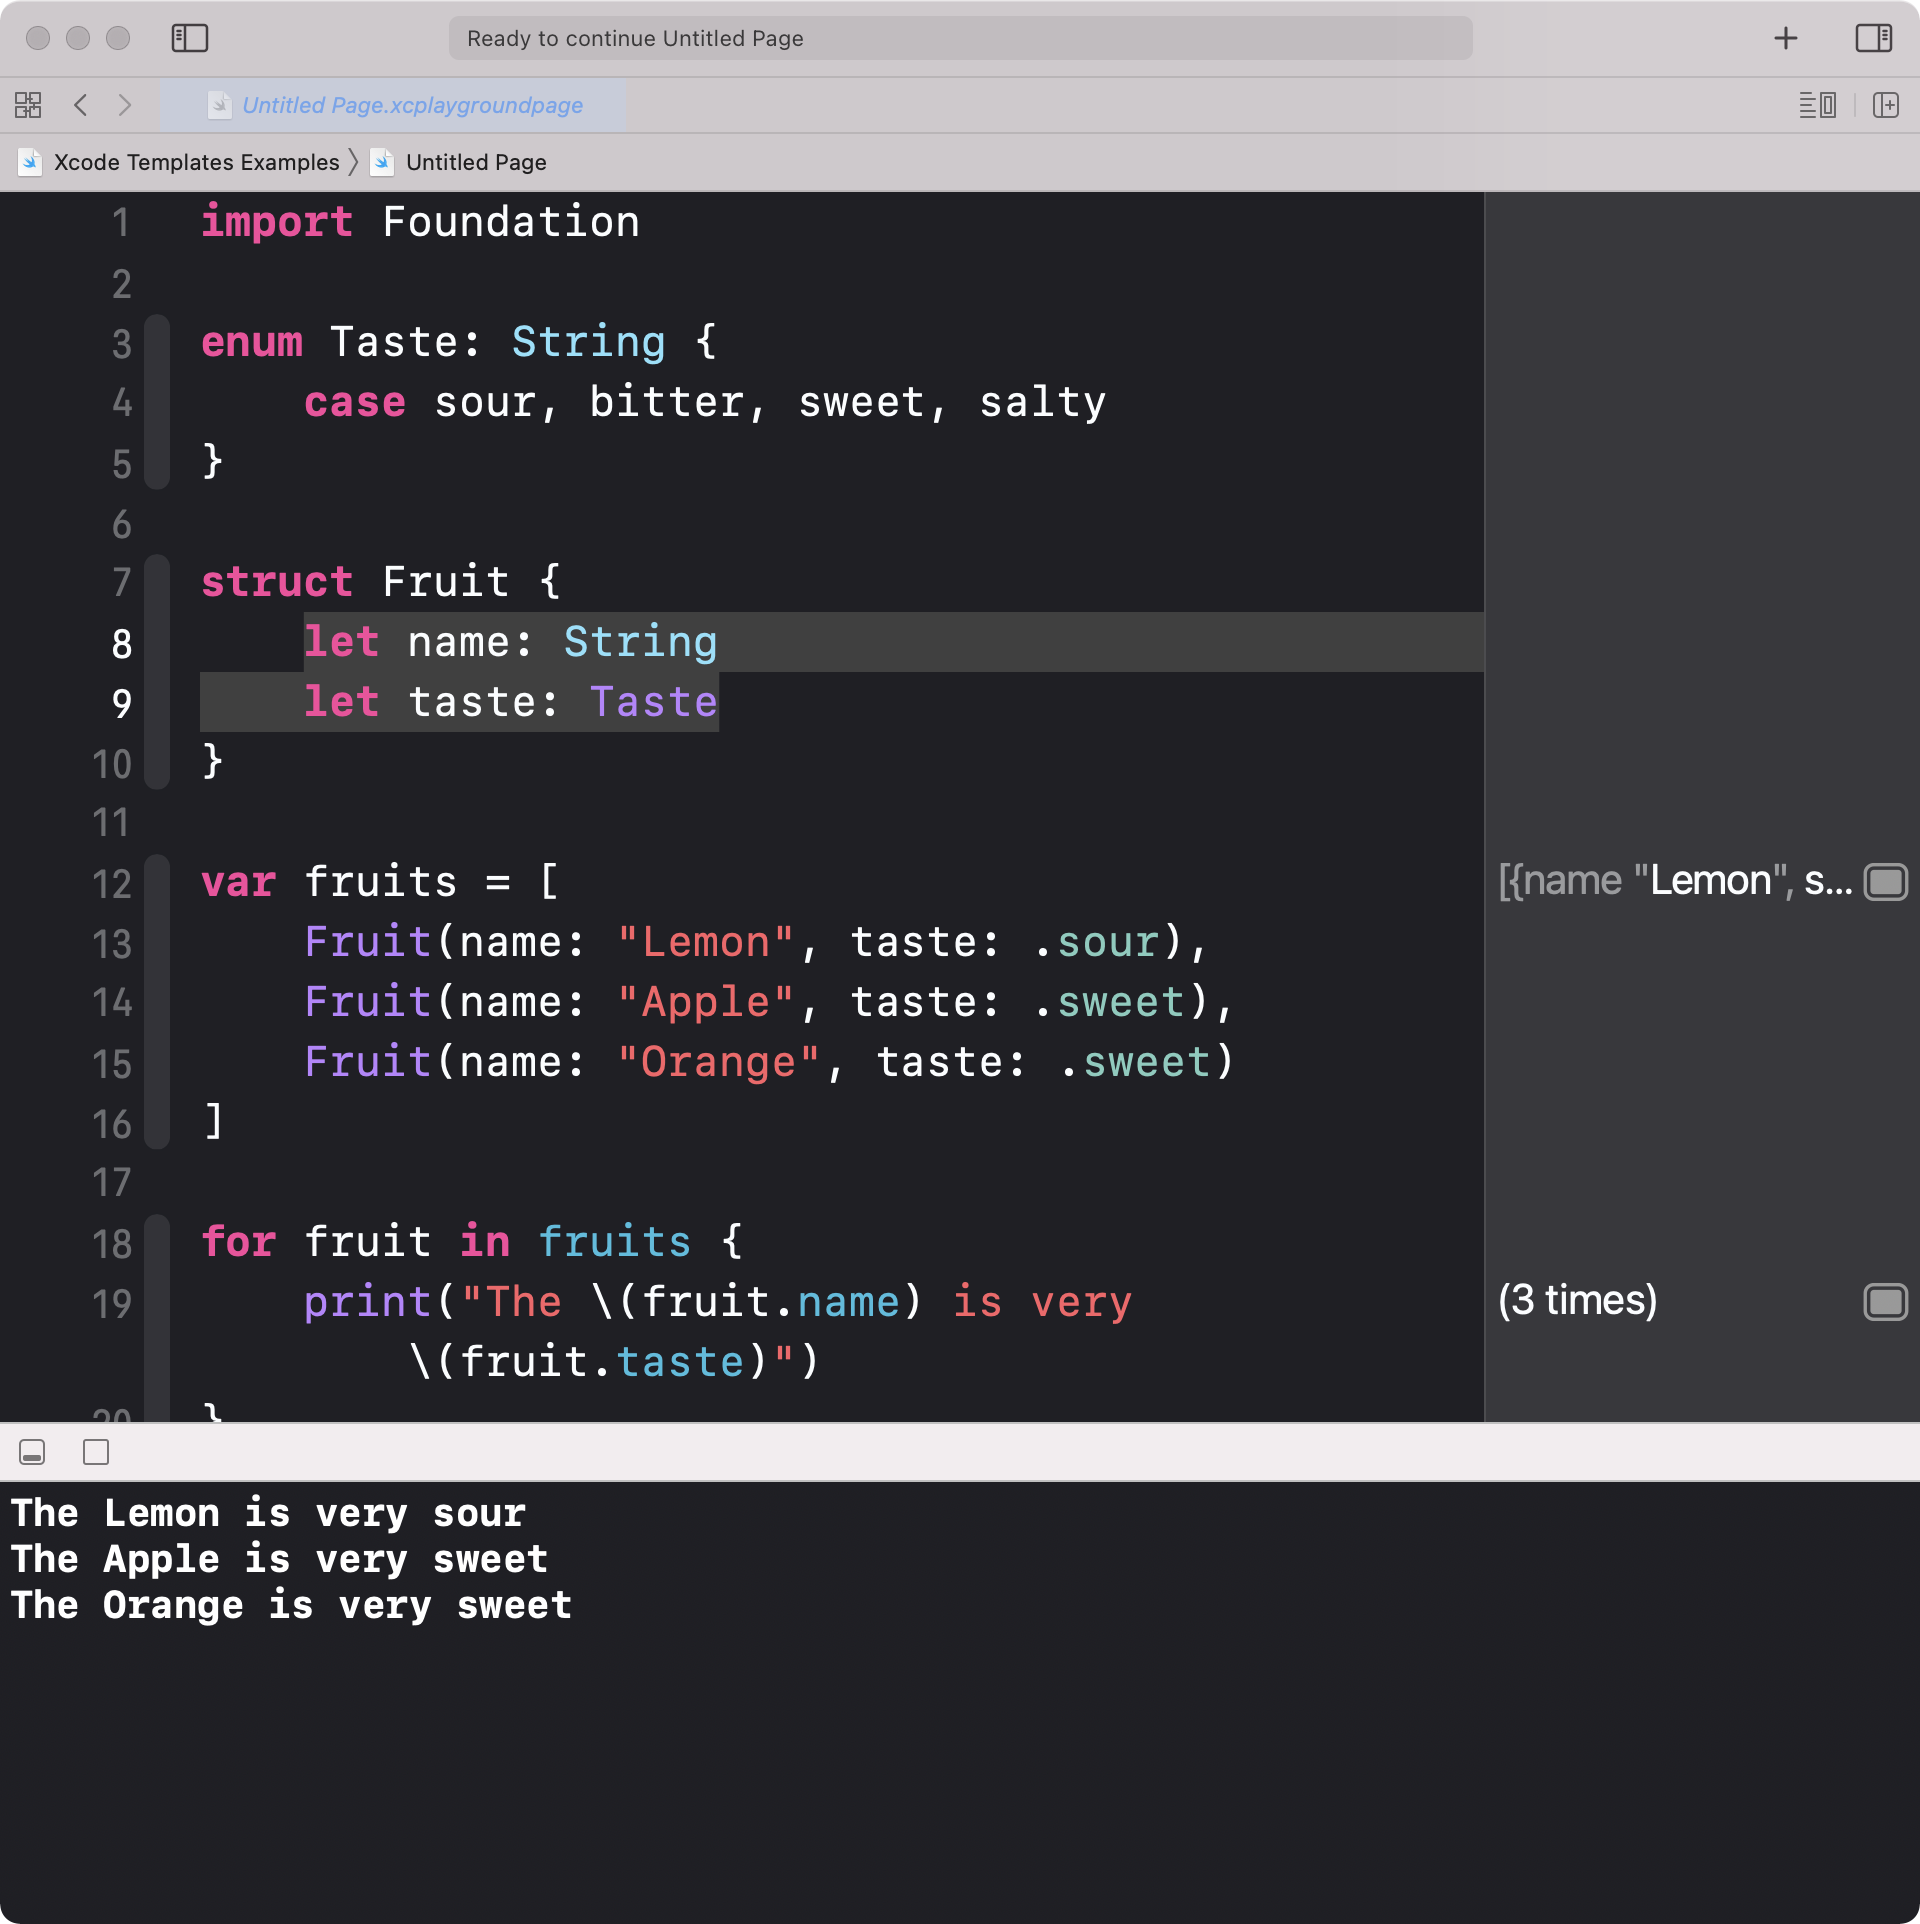 Ready to continue Untitled Page
Untitled Page.xcplaygroundpage
Xcode Templates Examples 〉 Untitled Page
1 import Foundation
2
3 enum Taste: String {
4     case sour, bitter, sweet, salty
5 }
6
7 struct Fruit {
8     let name: String
9     let taste: Taste
10 }
11
12 var fruits = [ [{name "Lemon", s...
13     Fruit(name: "Lemon", taste: .sour),
14     Fruit(name: "Apple", taste: .sweet),
15     Fruit(name: "Orange", taste: .sweet)
16 ]
17
18 for fruit in fruits {
19     print("The \(fruit.name) is very (3 times)
        \(fruit.taste)")
20 }
The Lemon is very sour
The Apple is very sweet
The Orange is very sweet